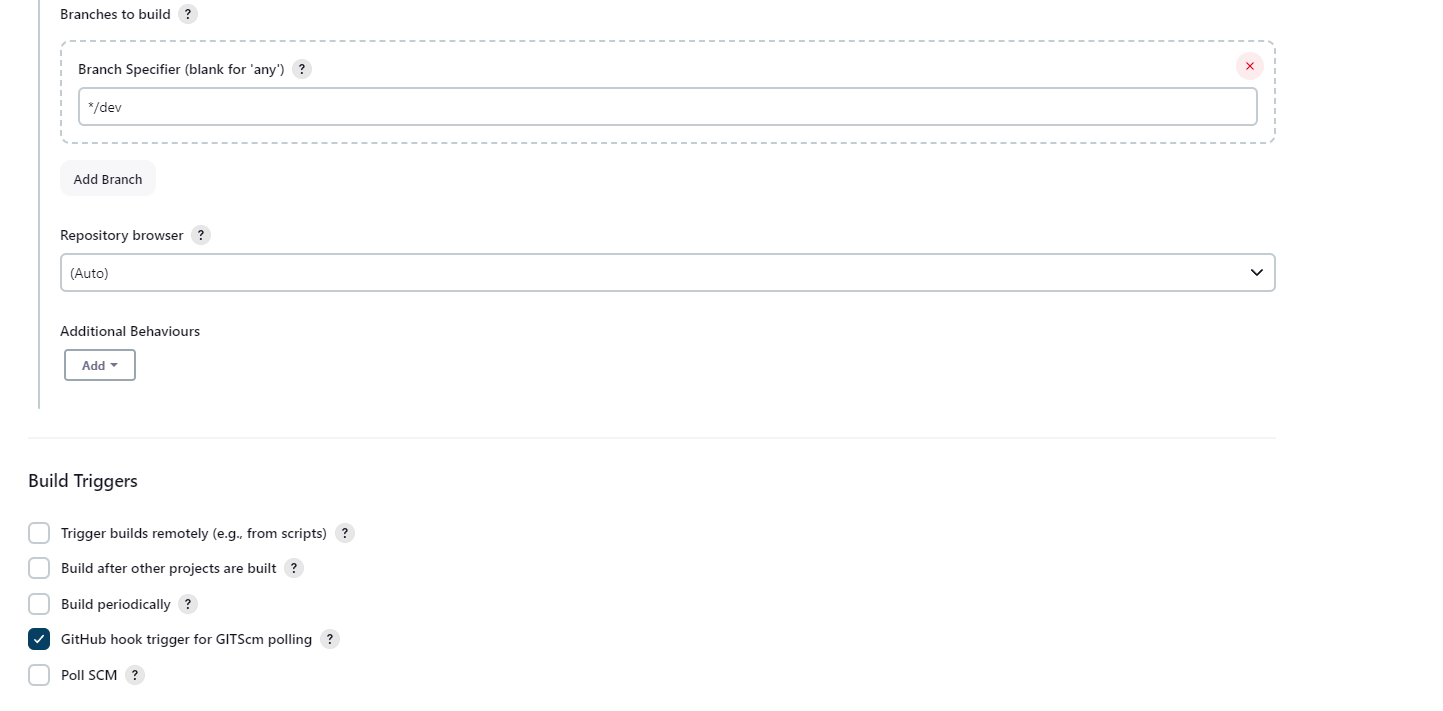 Branches to build ?
Branch Specifier (blank for 'any') ?
*/dev
Add Branch
Repository browser ?
(Auto)
Additional Behaviours
Add
Build Triggers
Trigger builds remotely (e.g., from scripts) ?
Build after other projects are built ?
Build periodically ?
GitHub hook trigger for GITScm polling ?
Poll SCM ?